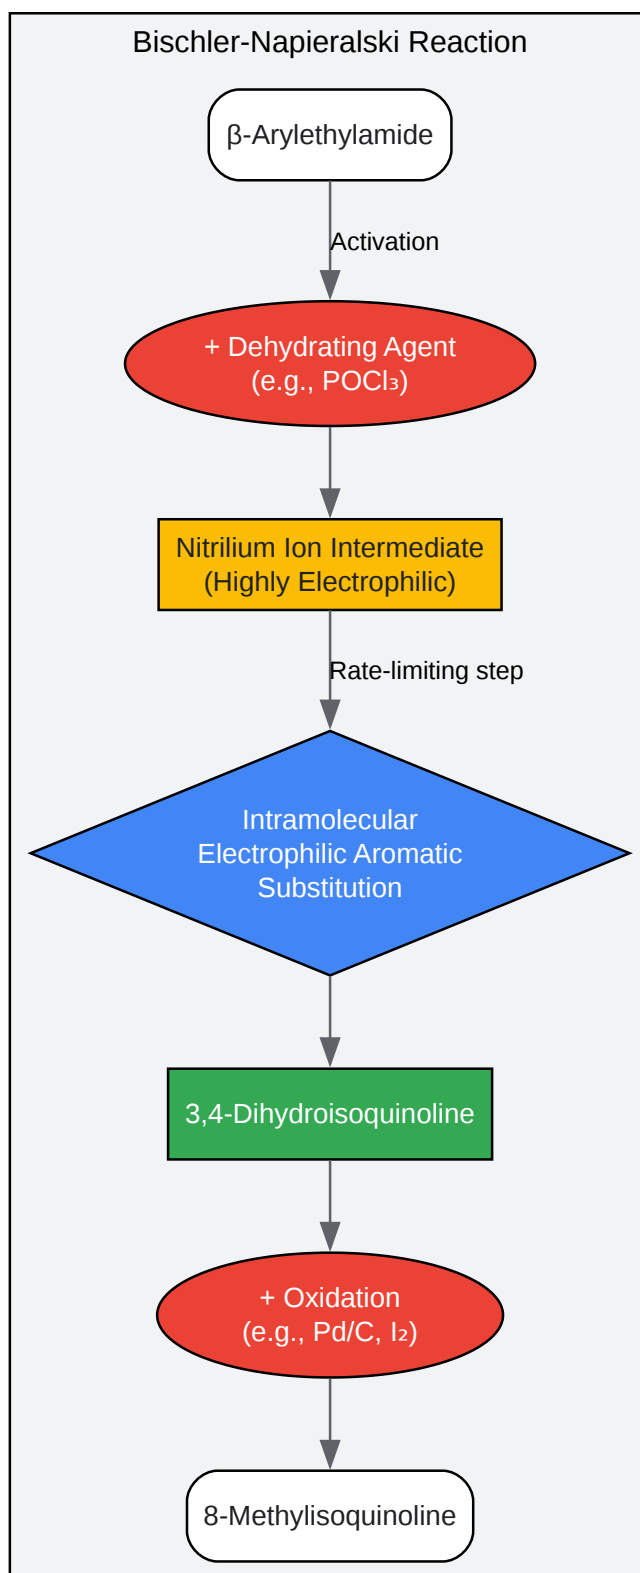 Bischler-Napieralski Reaction
β-Arylethylamide
Activation
+ Dehydrating Agent
(e.g., POCl₃)
Nitrilium Ion Intermediate
(Highly Electrophilic)
Rate-limiting step
Intramolecular
Electrophilic Aromatic
Substitution
3,4-Dihydroisoquinoline
+ Oxidation
(e.g., Pd/C, I₂)
8-Methylisoquinoline